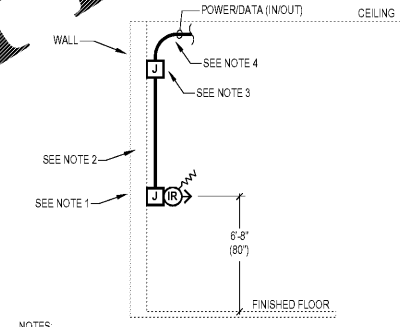 POWER/DATA (IN/OUT)
CEILING
WALL
SEE NOTE 4
J
SEE NOTE 3
SEE NOTE 2
SEE NOTE 1
J
IR
6'-8"
(80")
FINISHED FLOOR
NOTES: